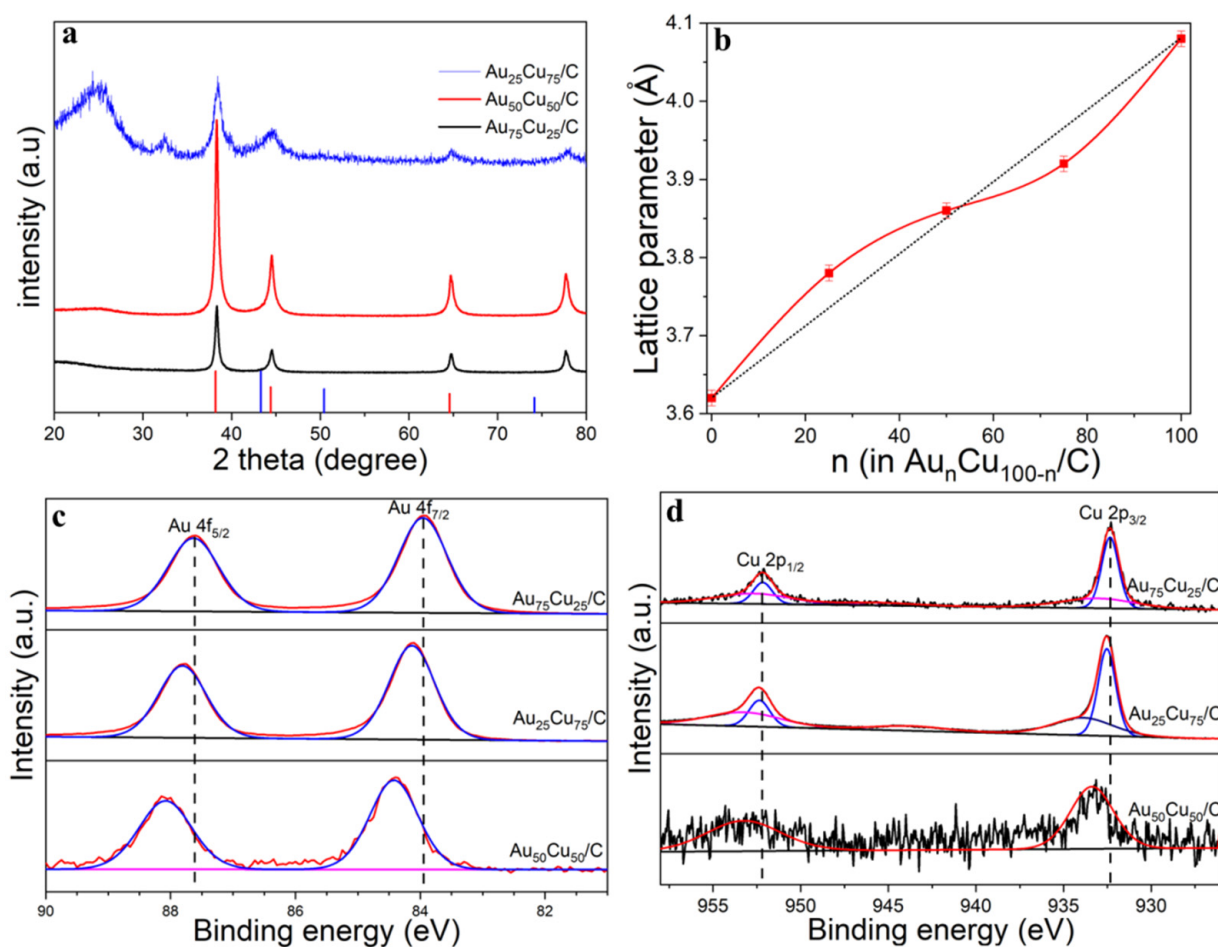 a
Au25Cu75/C
Au50Cu50/C
Au75Cu25/C
intensity (a.u)
20 30 40 50 60 70 80
2 theta (degree)
b
4.1
4.0
3.9
3.8
3.7
3.6
Lattice parameter (Å)
0 20 40 60 80 100
n (in AunCu100-n/C)
c
Au 4f5/2
Au 4f7/2
Au75Cu25/C
Au25Cu75/C
Au50Cu50/C
Intensity (a.u.)
90 88 86 84 82
Binding energy (eV)
d
Cu 2p1/2
Cu 2p3/2
Au75Cu25/C
Au25Cu75/C
Au50Cu50/C
Intensity (a.u.)
955 950 945 940 935 930
Binding energy (eV)